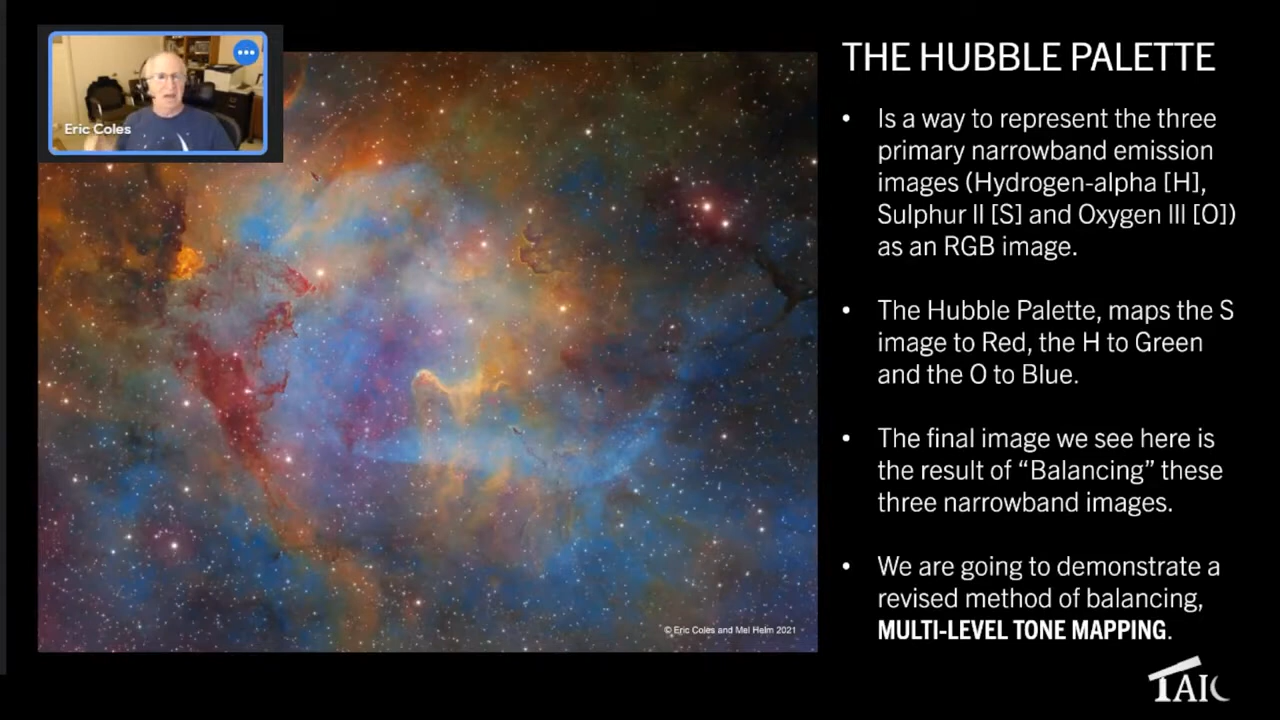 Eric Coles
THE HUBBLE PALETTE
• Is a way to represent the three
primary narrowband emission
images (Hydrogen-alpha [H],
Sulphur II [S] and Oxygen III [O])
as an RGB image.
• The Hubble Palette, maps the S
image to Red, the H to Green
and the O to Blue.
• The final image we see here is
the result of “Balancing” these
three narrowband images.
• We are going to demonstrate a
revised method of balancing,
MULTI-LEVEL TONE MAPPING.
© Eric Coles and Mel Helm 2021
TAIC